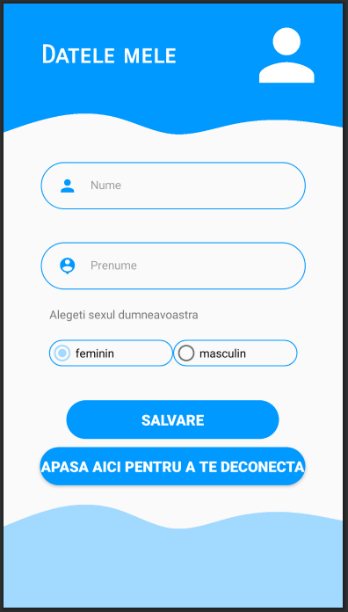 Datele mele
Nume
Prenume
Alegeti sexul dumneavoastra
feminin masculin
SALVARE
APASA AICI PENTRU A TE DECONECTA